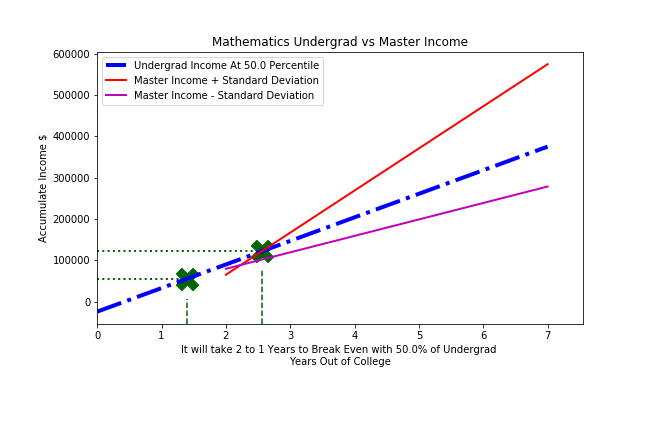 Mathematics Undergrad vs Master Income
600000
500000
400000
300000
200000
100000
0
Accumulate Income $
Undergrad Income At 50.0 Percentile
Master Income + Standard Deviation
Master Income - Standard Deviation
0 1 2 3 4 5 6 7
It will take 2 to 1 Years to Break Even with 50.0% of Undergrad
Years Out of College